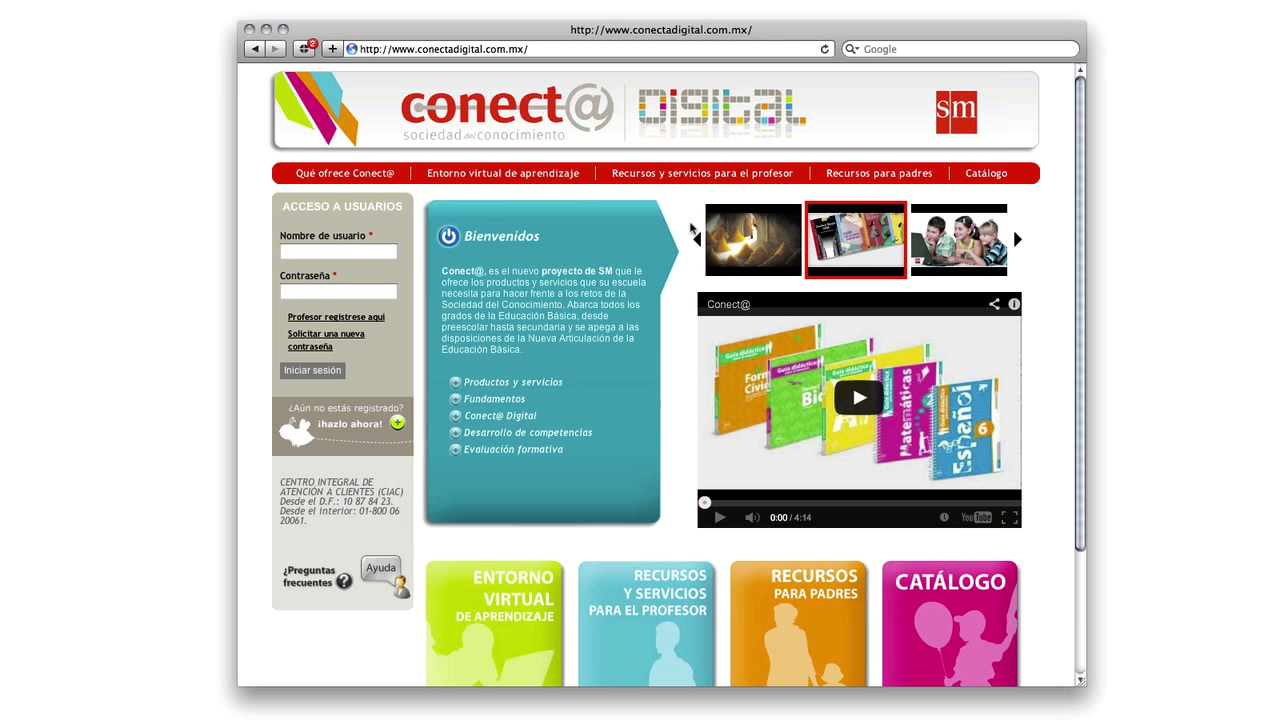 http://www.conectadigital.com.mx/
2
http://www.conectadigital.com.mx/
Google
conect@
sociedad del conocimiento
DIGITAL
sm
Qué ofrece Conect@
Entorno virtual de aprendizaje
Recursos y servicios para el profesor
Recursos para padres
Catálogo
ACCESO A USUARIOS
Nombre de usuario *
Contraseña *
Profesor registrese aqui
Solicitar una nueva
contraseña
Iniciar sesión
¿Aún no estás registrado?
¡hazlo ahora!
CENTRO INTEGRAL DE
ATENCIÓN A CLIENTES (CIAC)
Desde el D.F.: 10 87 84 23.
Desde el interior: 01-800 06
20061.
¿Preguntas
frecuentes ?
Ayuda
Bienvenidos
Conect@, es el nuevo proyecto de SM que le
ofrece los productos y servicios que su escuela
necesita para hacer frente a los retos de la
Sociedad del Conocimiento. Abarca todos los
grados de la Educación Básica, desde
preescolar hasta secundaria y se apega a las
disposiciones de la Nueva Articulación de la
Educación Básica.
Productos y servicios
Fundamentos
Conect@ Digital
Desarrollo de competencias
Evaluación formativa
Conect@
Guía didáctica
Guía didáctica
Guía didáctica
Matemáticas
Español
6
0:00 / 4:14
YouTube
ENTORNO
VIRTUAL
DE APRENDIZAJE
RECURSOS
Y SERVICIOS
PARA EL PROFESOR
RECURSOS
PARA PADRES
CATÁLOGO